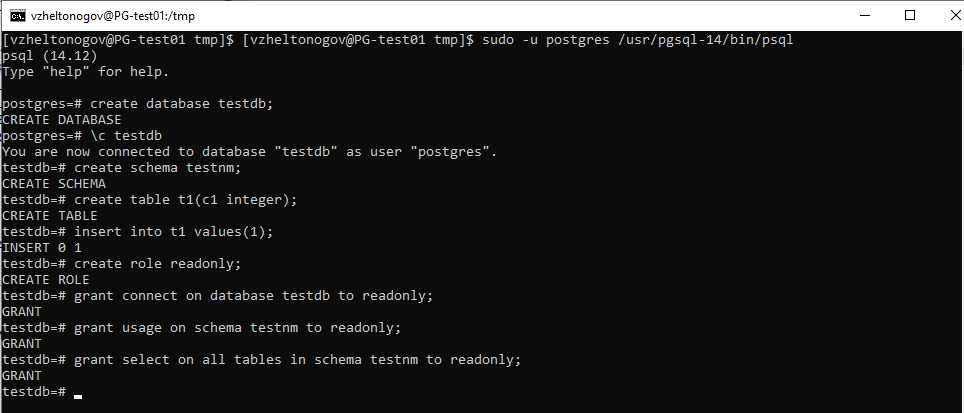 vzheltonogov@PG-test01:/tmp
[vzheltonogov@PG-test01 tmp]$ [vzheltonogov@PG-test01 tmp]$ sudo -u postgres /usr/pgsql-14/bin/psql
psql (14.12)
Type "help" for help.
postgres=# create database testdb;
CREATE DATABASE
postgres=# \c testdb
You are now connected to database "testdb" as user "postgres".
testdb=# create schema testnm;
CREATE SCHEMA
testdb=# create table t1(c1 integer);
CREATE TABLE
testdb=# insert into t1 values(1);
INSERT 0 1
testdb=# create role readonly;
CREATE ROLE
testdb=# grant connect on database testdb to readonly;
GRANT
testdb=# grant usage on schema testnm to readonly;
GRANT
testdb=# grant select on all tables in schema testnm to readonly;
GRANT
testdb=#